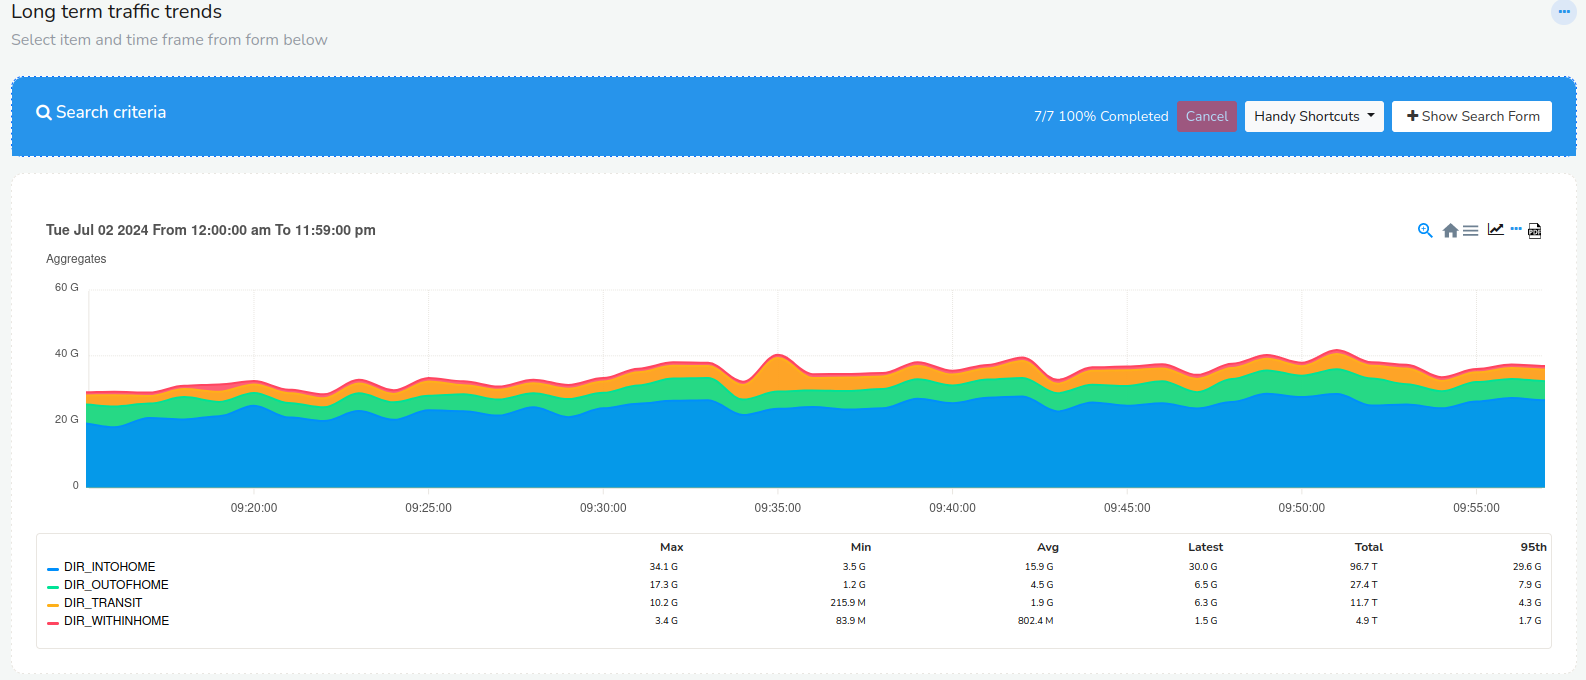 Long term traffic trends
Select item and time frame from form below
Search criteria
7/7 100% Completed Cancel Handy Shortcuts Show Search Form
Tue Jul 02 2024 From 12:00:00 am To 11:59:00 pm
PDF
Aggregates
60 G
40 G
20 G
0
09:20:00 09:25:00 09:30:00 09:35:00 09:40:00 09:45:00 09:50:00 09:55:00
Max Min Avg Latest Total 95th
DIR_INTOHOME 34.1 G 3.5 G 15.9 G 30.0 G 96.7 T 29.6 G
DIR_OUTOFHOME 17.3 G 1.2 G 4.5 G 6.5 G 27.4 T 7.9 G
DIR_TRANSIT 10.2 G 215.9 M 1.9 G 6.3 G 11.7 T 4.3 G
DIR_WITHINHOME 3.4 G 83.9 M 802.4 M 1.5 G 4.9 T 1.7 G